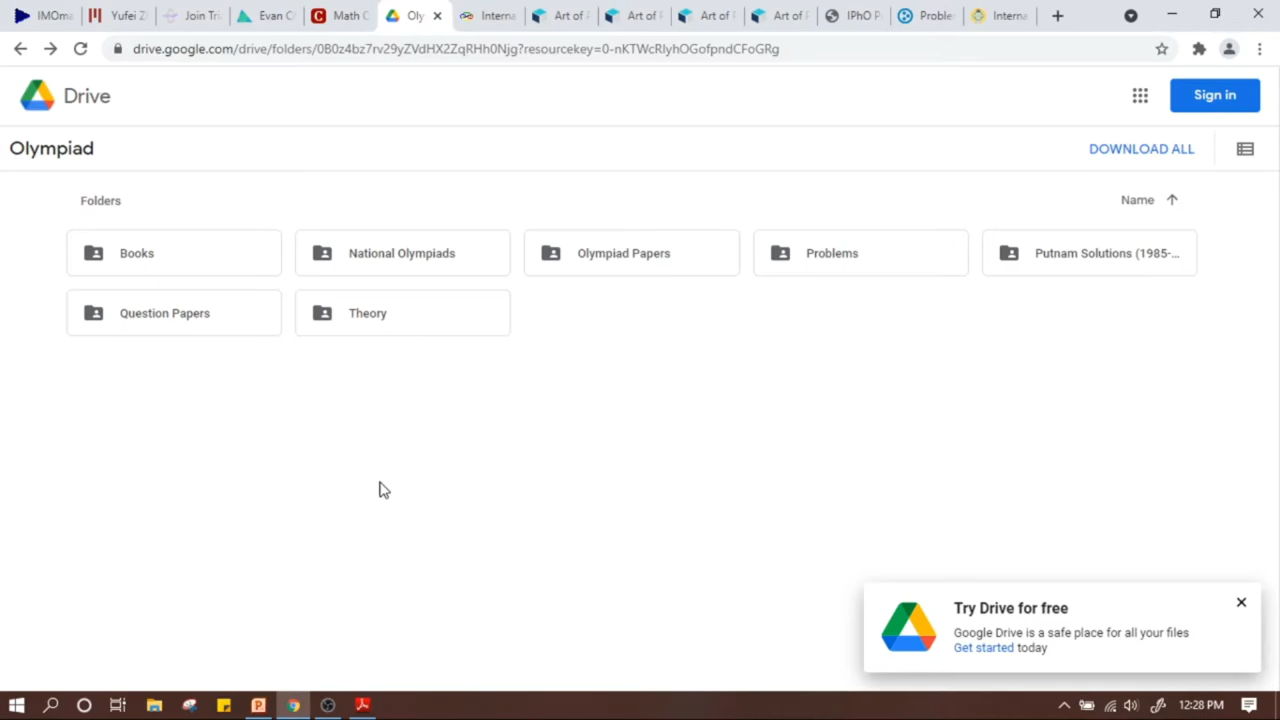 IMOma
Yufei Z
Join Tri
Evan C
Math C
Oly
Interna
Art of F
Art of F
Art of F
Art of F
IPhO P
Proble
Interna
drive.google.com/drive/folders/0B0z4bz7rv29yZVdHX2ZqRHh0Njg?resourcekey=0-nKTWcRlyhOGofpndCFoGRg
Drive
Sign in
Olympiad
DOWNLOAD ALL
Folders
Name
Books
National Olympiads
Olympiad Papers
Problems
Putnam Solutions (1985-...
Question Papers
Theory
Try Drive for free
Google Drive is a safe place for all your files
Get started today
12:28 PM